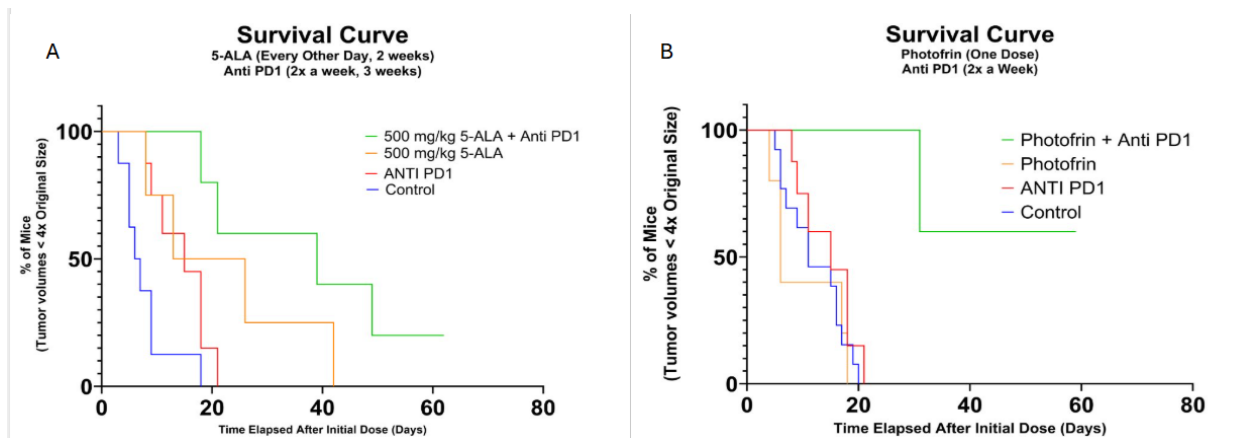 A
Survival Curve
5-ALA (Every Other Day, 2 weeks)
Anti PD1 (2x a week, 3 weeks)
% of Mice
(Tumor volumes < 4x Original Size)
100
50
0
500 mg/kg 5-ALA + Anti PD1
500 mg/kg 5-ALA
ANTI PD1
Control
0 20 40 60 80
Time Elapsed After Initial Dose (Days)
B
Survival Curve
Photofrin (One Dose)
Anti PD1 (2x a Week)
% of Mice
(Tumor volumes < 4x Original Size)
100
50
0
Photofrin + Anti PD1
Photofrin
ANTI PD1
Control
0 20 40 60 80
Time Elapsed After Initial Dose (Days)